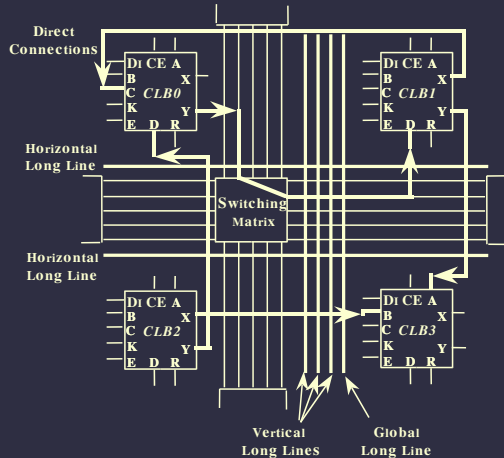 Direct
Connections
DI CE A
B X
C CLB0
K Y
E D R
DI CE A
B X
C CLB1
K Y
E D R
Horizontal
Long Line
Switching
Matrix
Horizontal
Long Line
DI CE A
B X
C CLB2
K Y
E D R
DI CE A
B X
C CLB3
K Y
E D R
Vertical
Long Lines
Global
Long Line